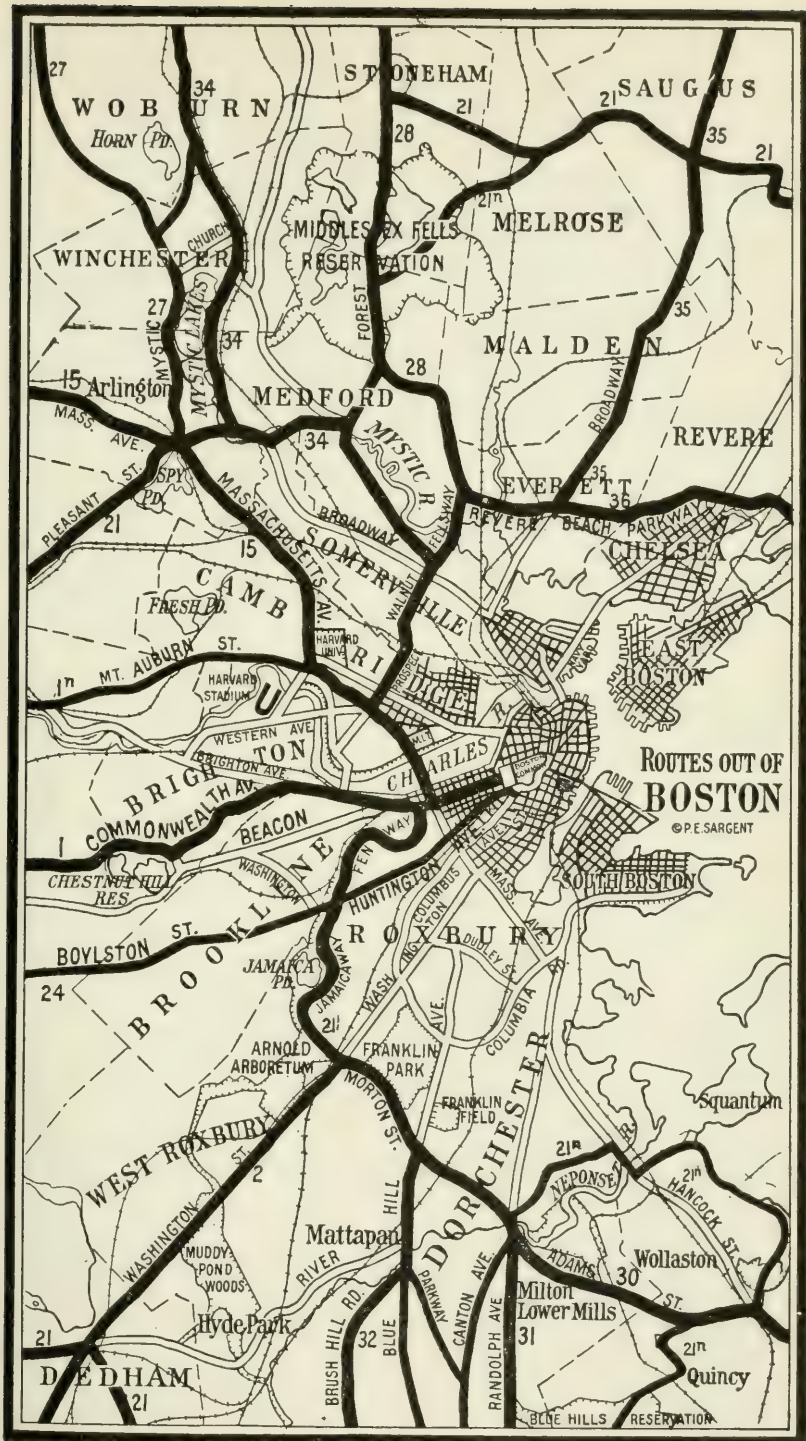 27
34
STONEHAM
SAUGUS
WOBURN
21
21
HORN PD.
28
35
21
21ⁿ
MIDDLESEX FELLS
RESERVATION
MELROSE
CHURCH
WINCHESTER
27
MYSTIC
MYSTIC LAKES
34
FOREST
35
MALDEN
28
BROADWAY
15 Arlington
MASS. AVE.
MEDFORD
34
MYSTIC R.
REVERE
PLEASANT ST.
21
SPY PD.
MASSACHUSETTS AV.
15
BROADWAY
SOMERVILLE
FELLSWAY
WALNUT
35
EVERETT
36
REVERE BEACH PARKWAY
CHELSEA
CAMBRIDGE
FRESH PD.
HARVARD UNIV.
PROSPECT
NAVY
CAMB
EAST
BOSTON
1ⁿ
MT. AUBURN ST.
HARVARD
STADIUM
WESTERN AVE
M.I.T.
CHARLES R.
BOSTON
COMMON
BRIGHTON
BRIGHTON AVE.
COMMONWEALTH AV.
1
BEACON
CHESTNUT HILL
RES.
WASHINGTON
FENWAY
HUNTINGTON AVE.
ROUTES OUT OF
BOSTON
© P.E. SARGENT
SOUTH BOSTON
COLUMBUS
MASS. AVE.
BOYLSTON ST.
24
BROOKLINE
ROXBURY
WASHINGTON
DUDLEY ST.
JAMAICA
PD.
JAMAICAWAY
21
AVE.
COLUMBIA RD.
ARNOLD
ARBORETUM
FRANKLIN
PARK
MORTON ST.
FRANKLIN
FIELD
DORCHESTER
Squantum
WEST ROXBURY
WASHINGTON ST.
2
21ⁿ
NEPONSET R.
21ⁿ
HANCOCK ST.
MUDDY
POND
WOODS
Mattapan
RIVER
BLUE HILL
PARKWAY
CANTON AVE.
ADAMS ST.
30
Wollaston
Milton
Lower Mills
RANDOLPH AVE
31
Hyde Park
BRUSH HILL RD.
32
21
DEDHAM
21
21ⁿ
Quincy
BLUE HILLS RESERVATION